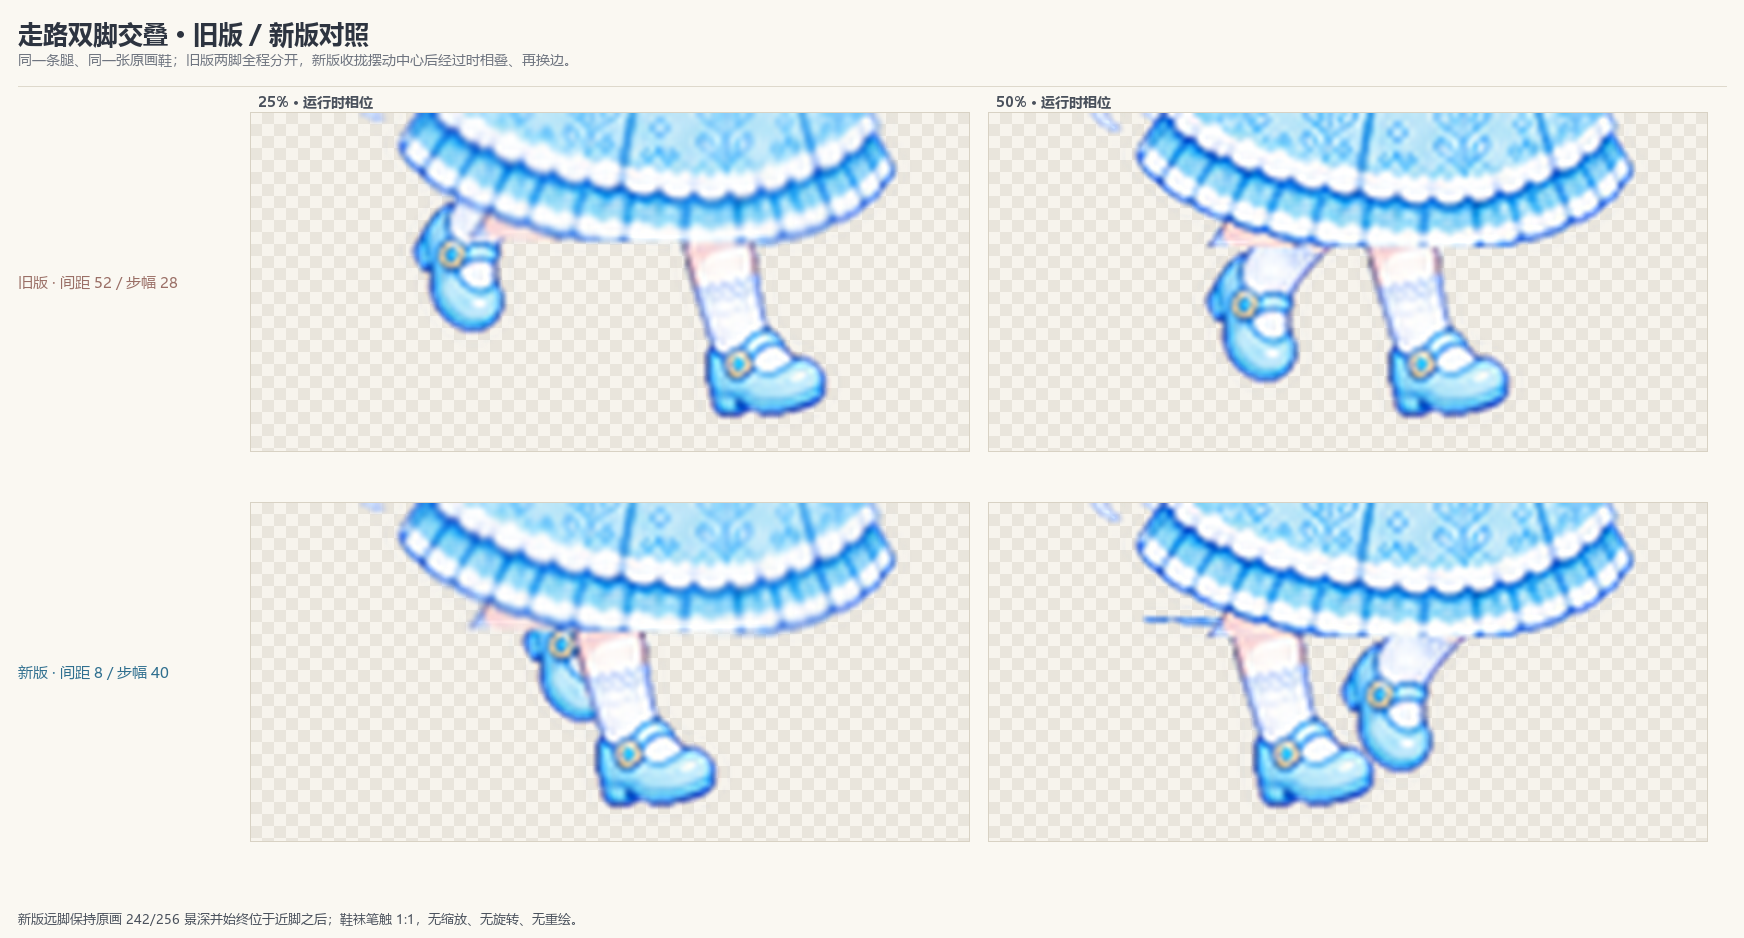 走路双脚交叠 • 旧版 / 新版对照
同一条腿、同一张原画鞋；旧版两脚全程分开，新版收拢摆动中心后经过时相叠、再换边。
25% • 运行时相位
50% • 运行时相位
旧版 · 间距 52 / 步幅 28
新版 · 间距 8 / 步幅 40
新版远脚保持原画 242/256 景深并始终位于近脚之后；鞋袜笔触 1:1，无缩放、无旋转、无重绘。